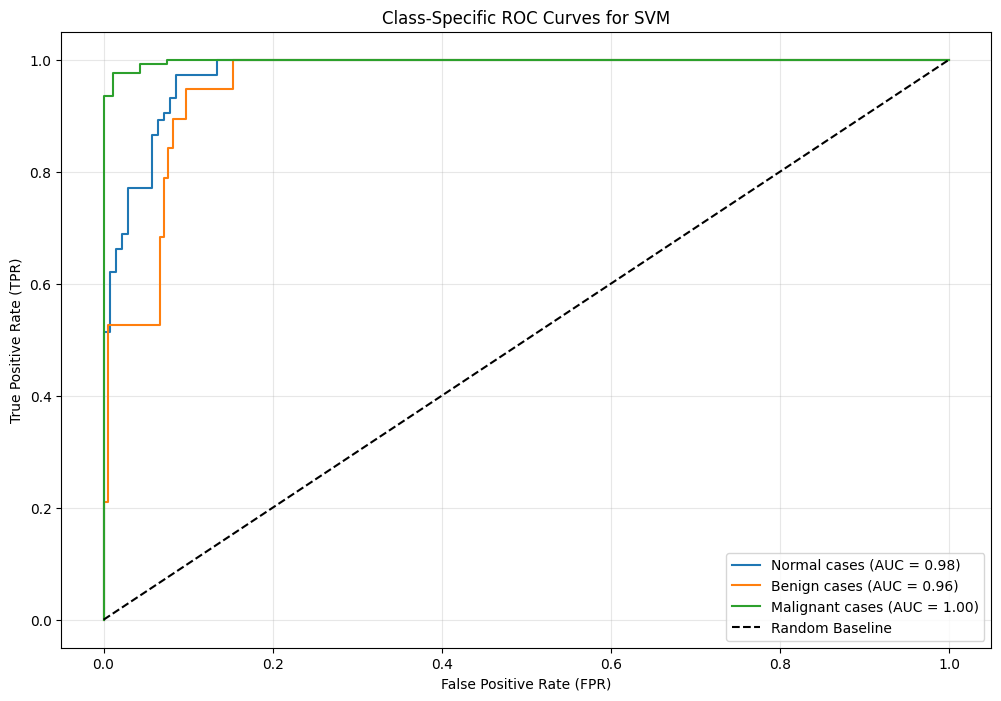 Class-Specific ROC Curves for SVM
True Positive Rate (TPR)
1.0
0.8
0.6
0.4
0.2
0.0
0.0 0.2 0.4 0.6 0.8 1.0
False Positive Rate (FPR)
Normal cases (AUC = 0.98)
Benign cases (AUC = 0.96)
Malignant cases (AUC = 1.00)
Random Baseline